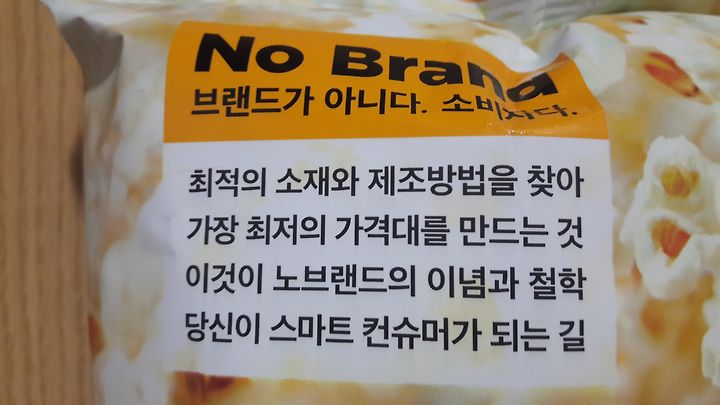 No Brand
브랜드가 아니다. 소비자다.
최적의 소재와 제조방법을 찾아
가장 최저의 가격대를 만드는 것
이것이 노브랜드의 이념과 철학
당신이 스마트 컨슈머가 되는 길